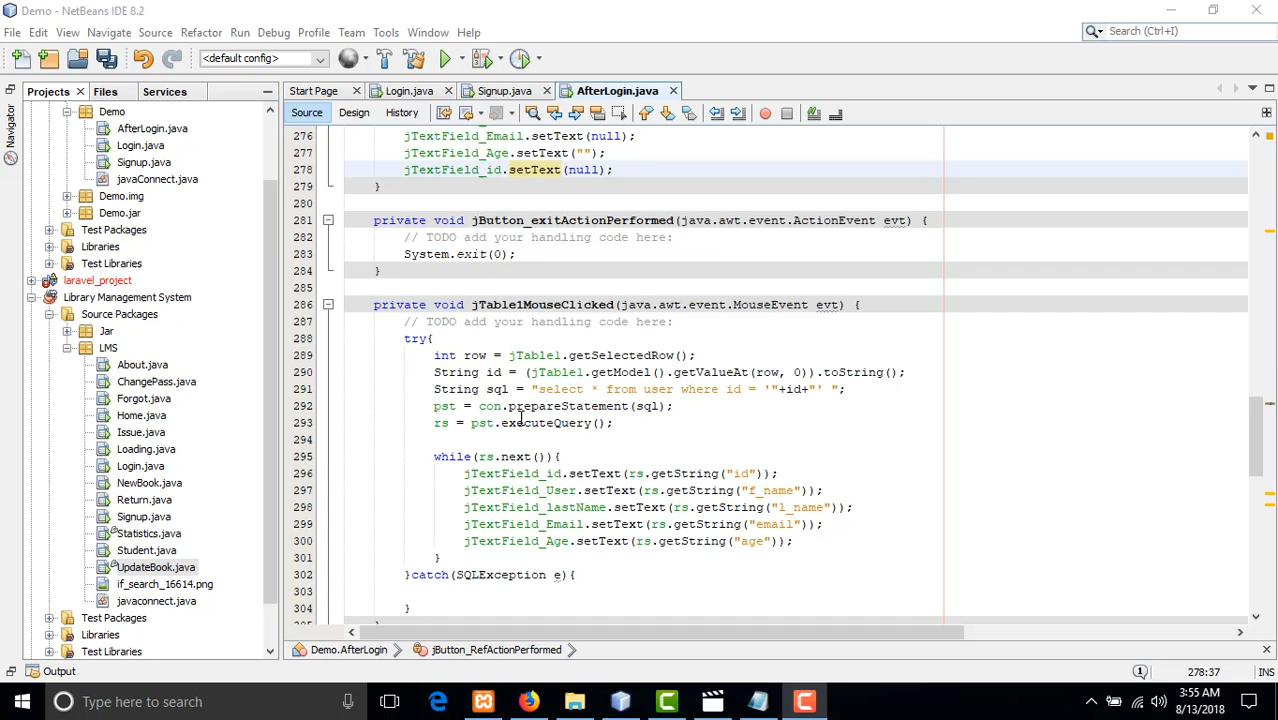 Demo - NetBeans IDE 8.2
File Edit View Navigate Source Refactor Run Debug Profile Team Tools Window Help
Search (Ctrl+I)
<default config>
Projects Files Services
Start Page Login.java Signup.java AfterLogin.java
Source Design History
Navigator
Demo
AfterLogin.java
Login.java
Signup.java
javaConnect.java
Demo.img
Demo.jar
Test Packages
Libraries
Test Libraries
laravel_project
Library Management System
Source Packages
Jar
LMS
About.java
ChangePass.java
Forgot.java
Home.java
Issue.java
Loading.java
Login.java
NewBook.java
Return.java
Signup.java
Statistics.java
Student.java
UpdateBook.java
if_search_16614.png
javaconnect.java
Test Packages
Libraries
Test Libraries
276 jTextField_Email.setText(null);
277 jTextField_Age.setText("");
278 jTextField_id.setText(null);
279 }
280
281 private void jButton_exitActionPerformed(java.awt.event.ActionEvent evt) {
282 // TODO add your handling code here:
283 System.exit(0);
284 }
285
286 private void jTable1MouseClicked(java.awt.event.MouseEvent evt) {
287 // TODO add your handling code here:
288 try{
289 int row = jTable1.getSelectedRow();
290 String id = (jTable1.getModel().getValueAt(row, 0)).toString();
291 String sql = "select * from user where id = '"+id+"' ";
292 pst = con.prepareStatement(sql);
293 rs = pst.executeQuery();
294
295 while(rs.next()){
296 jTextField_id.setText(rs.getString("id"));
297 jTextField_User.setText(rs.getString("f_name"));
298 jTextField_lastName.setText(rs.getString("l_name"));
299 jTextField_Email.setText(rs.getString("email"));
300 jTextField_Age.setText(rs.getString("age"));
301 }
302 }catch(SQLException e){
303
304 }
Demo.AfterLogin jButton_RefActionPerformed
Output
278:37 INS
Type here to search
3:55 AM
8/13/2018